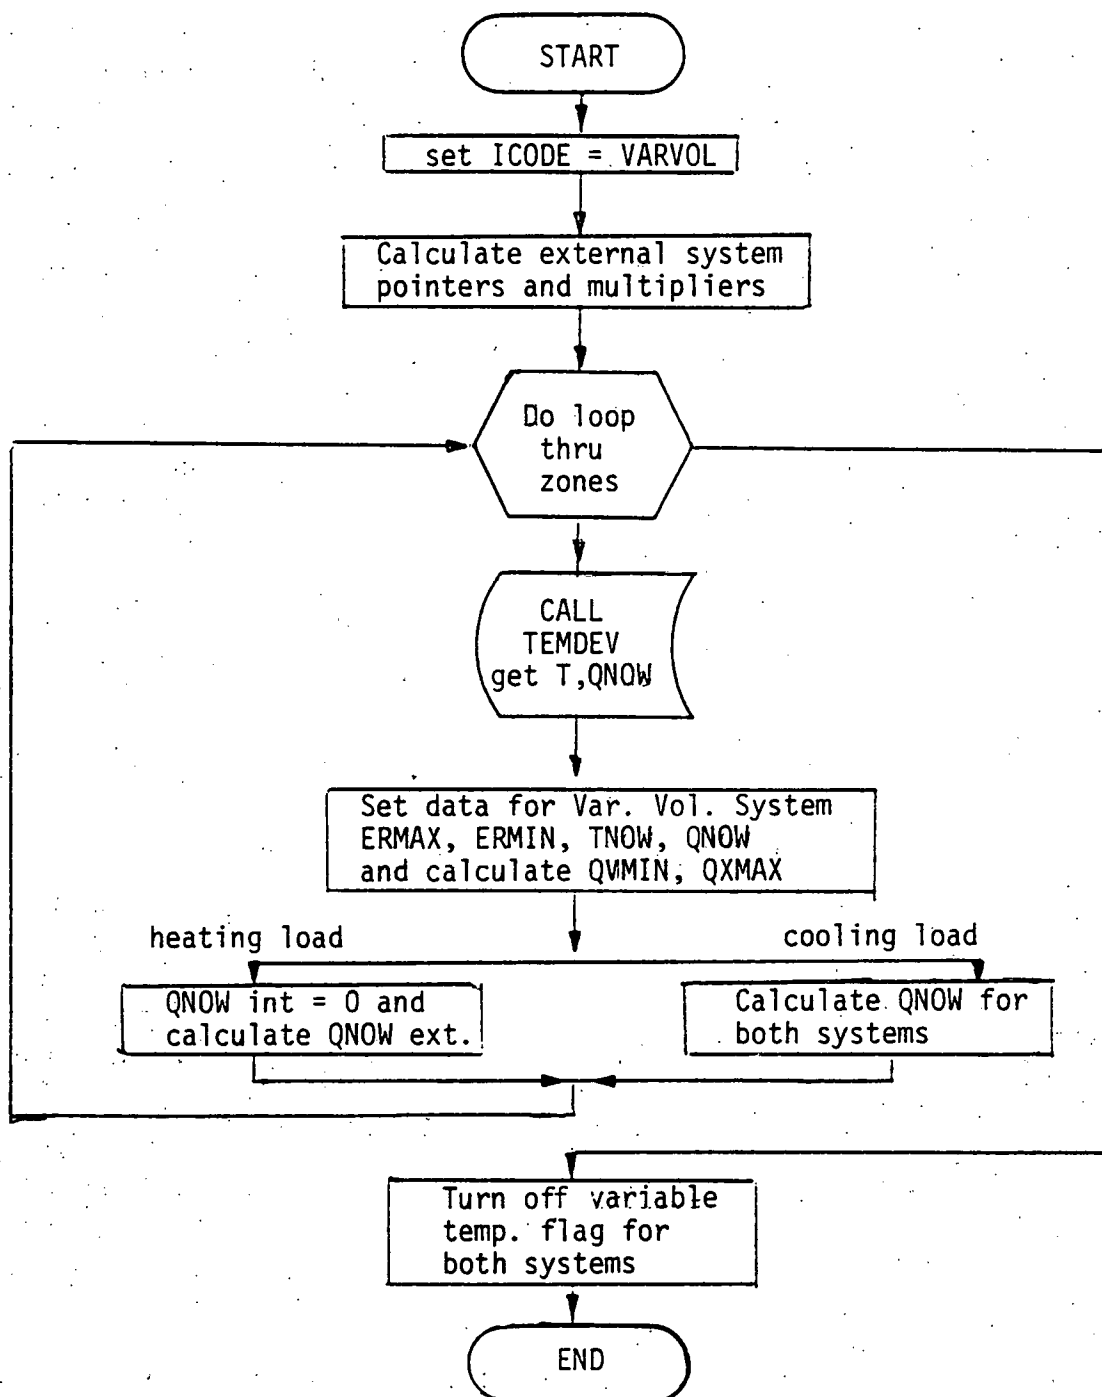 START
set ICODE = VARVOL
Calculate external system
pointers and multipliers
Do loop
thru
zones
CALL
TEMDEV
get T,QNOW
Set data for Var. Vol. System
ERMAX, ERMIN, TNOW, QNOW
and calculate QVMIN, QXMAX
heating load
cooling load
QNOW int = 0 and
calculate QNOW ext.
Calculate QNOW for
both systems
Turn off variable
temp. flag for
both systems
END